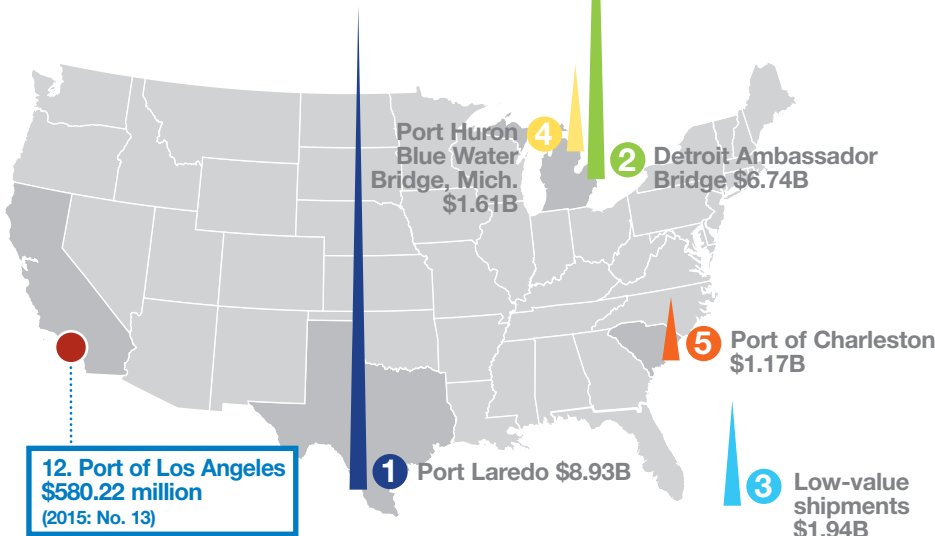 Port Huron
Blue Water
Bridge, Mich.
$1.61B
4
2
Detroit Ambassador
Bridge $6.74B
5
Port of Charleston
$1.17B
12. Port of Los Angeles
$580.22 million
(2015: No. 13)
1
Port Laredo $8.93B
3
Low-value
shipments
$1.94B